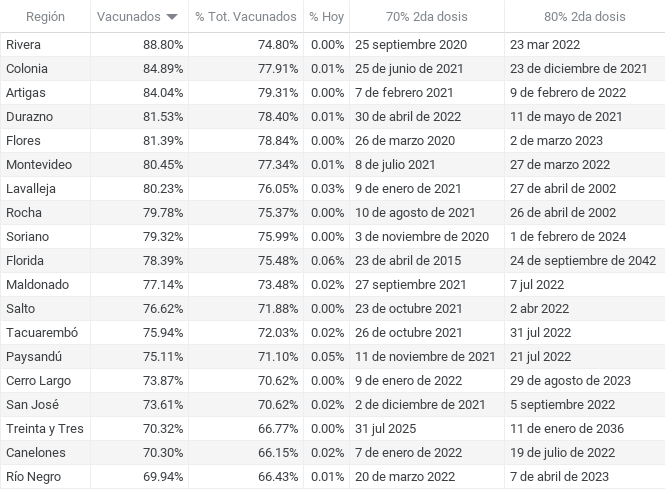 Región Vacunados % Tot. Vacunados % Hoy 70% 2da dosis 80% 2da dosis
Rivera 88.80% 74.80% 0.00% 25 septiembre 2020 23 mar 2022
Colonia 84.89% 77.91% 0.01% 25 de junio de 2021 23 de diciembre de 2021
Artigas 84.04% 79.31% 0.00% 7 de febrero 2021 9 de febrero de 2022
Durazno 81.53% 78.40% 0.01% 30 de abril de 2022 11 de mayo de 2021
Flores 81.39% 78.84% 0.00% 26 de marzo 2020 2 de marzo 2023
Montevideo 80.45% 77.34% 0.01% 8 de julio 2021 27 de marzo 2022
Lavalleja 80.23% 76.05% 0.03% 9 de enero de 2021 27 de abril de 2002
Rocha 79.78% 75.37% 0.00% 10 de agosto de 2021 26 de abril de 2002
Soriano 79.32% 75.99% 0.00% 3 de noviembre de 2020 1 de febrero de 2024
Florida 78.39% 75.48% 0.06% 23 de abril de 2015 24 de septiembre de 2042
Maldonado 77.14% 73.48% 0.02% 27 septiembre 2021 7 jul 2022
Salto 76.62% 71.88% 0.00% 23 de octubre 2021 2 abr 2022
Tacuarembó 75.94% 72.03% 0.02% 26 de octubre 2021 31 jul 2022
Paysandú 75.11% 71.10% 0.05% 11 de noviembre de 2021 21 jul 2022
Cerro Largo 73.87% 70.62% 0.00% 9 de enero de 2022 29 de agosto de 2023
San José 73.61% 70.62% 0.02% 2 de diciembre de 2021 5 septiembre 2022
Treinta y Tres 70.32% 66.77% 0.00% 31 jul 2025 11 de enero de 2036
Canelones 70.30% 66.15% 0.02% 7 de enero de 2022 19 de julio de 2022
Río Negro 69.94% 66.43% 0.01% 20 de marzo 2022 7 de abril de 2023